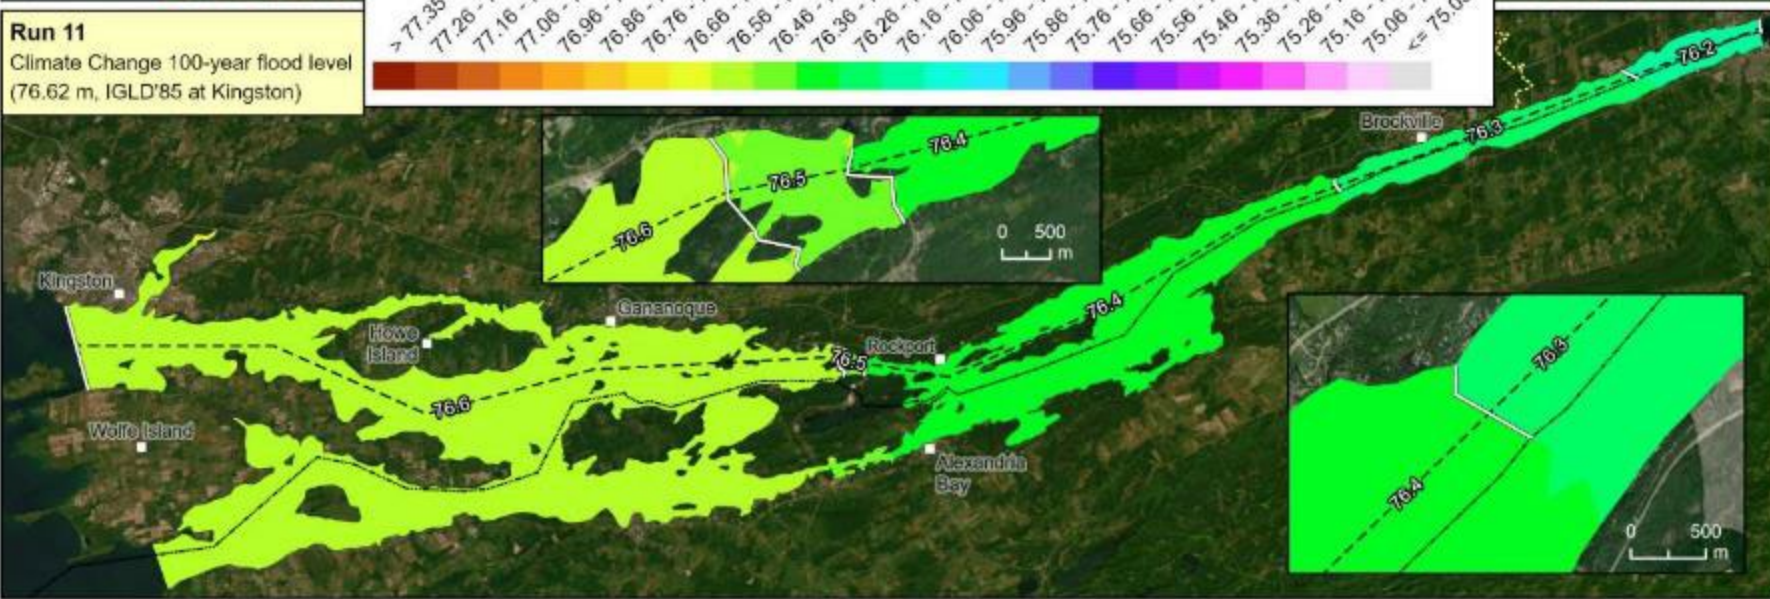 Run 11
Climate Change 100-year flood level
(76.62 m, IGLD'85 at Kingston)
> 77.35
77.26 -
77.16 -
77.06 -
76.96 -
76.86 -
76.76 -
76.66 -
76.56 -
76.46 -
76.36 -
76.26 -
76.16 -
76.06 -
75.96 -
75.86 -
75.76 -
75.66 -
75.56 -
75.46 -
75.36 -
75.26 -
75.16 -
75.06 -
<= 75.05
76.2
Brockville
76.3
76.4
76.5
76.6
0 500
m
Kingston
Gananoque
Howe
Island
76.4
Rockport
76.5
76.6
Wolfe Island
Alexandria
Bay
76.3
76.4
0 500
m